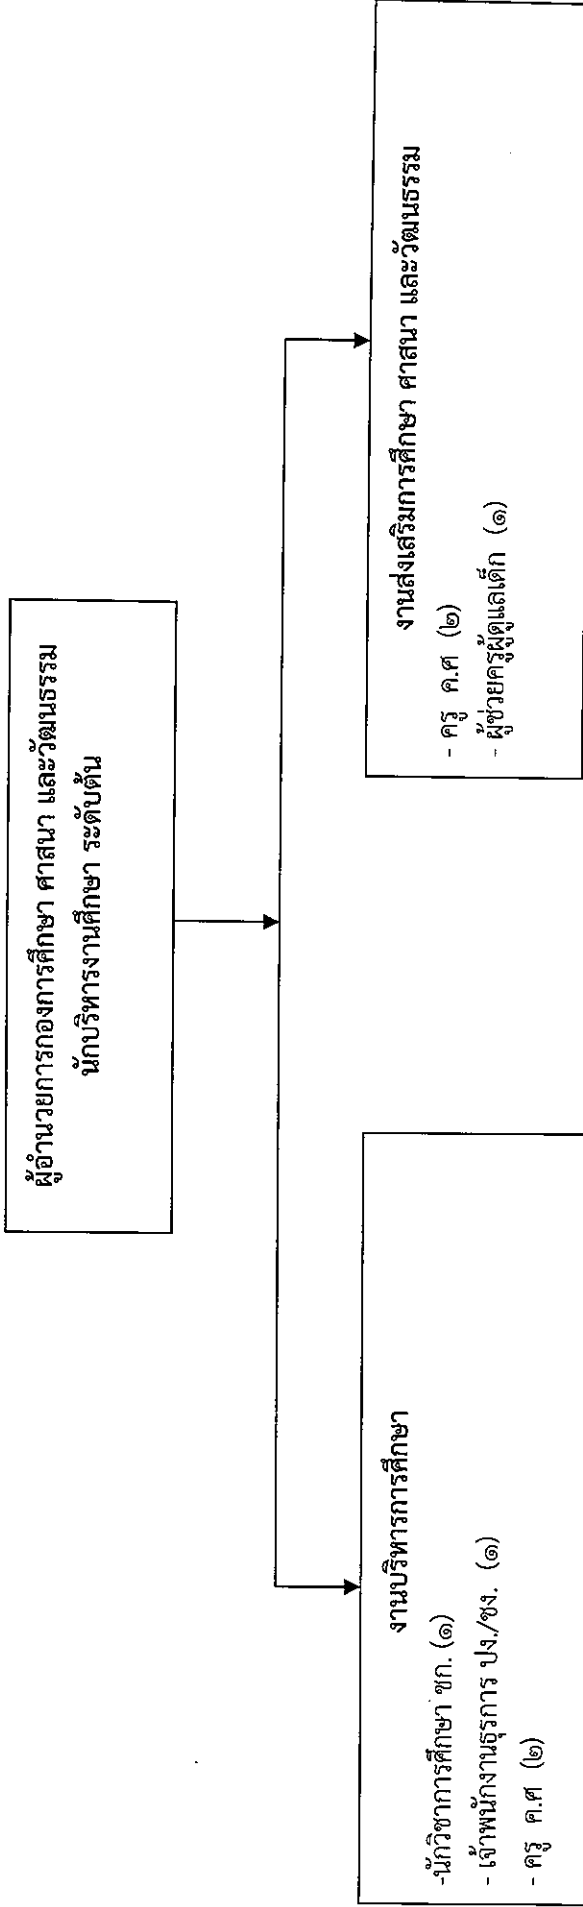 ผู้อำนวยการกองการศึกษา ศาสนา และวัฒนธรรม
นักบริหารงานศึกษา ระดับต้น
งานบริหารการศึกษา
-นักวิชาการศึกษา ชก. (๑)
- เจ้าพนักงานธุรการ ปง./ชง. (๑)
- ครู ค.ศ (๒)
งานส่งเสริมการศึกษา ศาสนา และวัฒนธรรม
- ครู ค.ศ (๒)
- ผู้ช่วยครูผู้ดูแลเด็ก (๑)